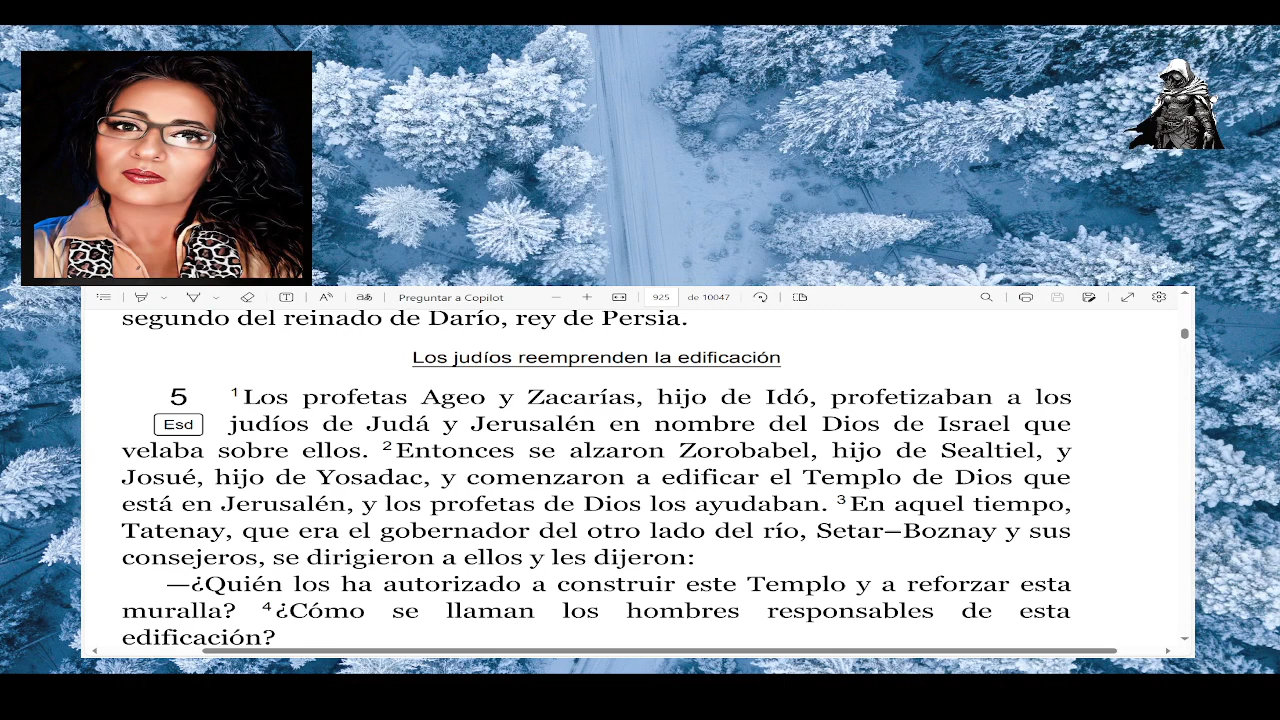 Preguntar a Copilot
925 de 10047
segundo del reinado de Darío, rey de Persia.
Los judíos reemprenden la edificación
5 ¹Los profetas Ageo y Zacarías, hijo de Idó, profetizaban a los
Esd judíos de Judá y Jerusalén en nombre del Dios de Israel que
velaba sobre ellos. ²Entonces se alzaron Zorobabel, hijo de Sealtiel, y
Josué, hijo de Yosadac, y comenzaron a edificar el Templo de Dios que
está en Jerusalén, y los profetas de Dios los ayudaban. ³En aquel tiempo,
Tatenay, que era el gobernador del otro lado del río, Setar–Boznay y sus
consejeros, se dirigieron a ellos y les dijeron:
—¿Quién los ha autorizado a construir este Templo y a reforzar esta
muralla? ⁴¿Cómo se llaman los hombres responsables de esta
edificación?